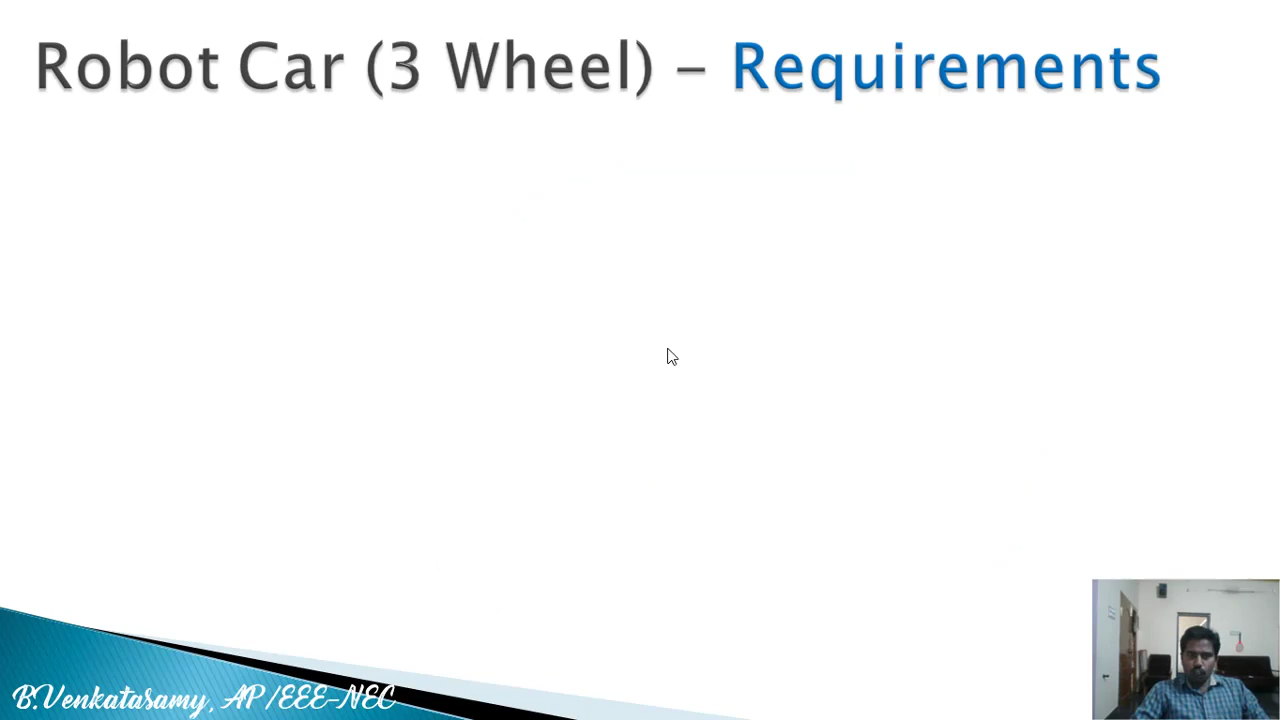 Robot Car (3 Wheel) – Requirements
B.Venkatasamy, AP/EEE-NEC